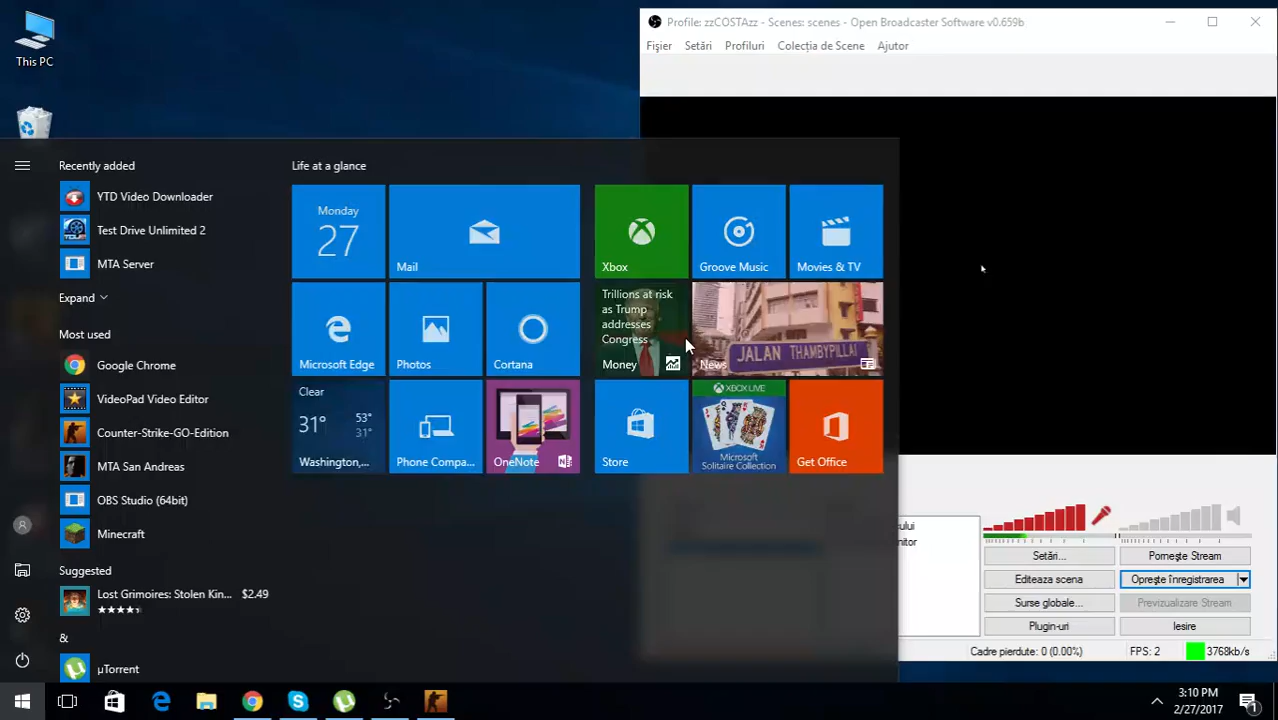 This PC
Profile: zzCOSTAzz - Scenes: scenes - Open Broadcaster Software v0.659b
Fișier Setări Profiluri Colecția de Scene Ajutor
Recently added
YTD Video Downloader
Test Drive Unlimited 2
MTA Server
Expand
Most used
Google Chrome
VideoPad Video Editor
Counter-Strike-GO-Edition
MTA San Andreas
OBS Studio (64bit)
Minecraft
Suggested
Lost Grimoires: Stolen Kin... $2.49
&
µTorrent
Life at a glance
Monday
27
Mail
Xbox
Groove Music
Movies & TV
Microsoft Edge
Photos
Cortana
Trillions at risk
as Trump
addresses
Congress
Money
JALAN THAMBYPILLAI
News
Clear
31° 53°
31°
Washington,...
Phone Compa...
OneNote
Store
XBOX LIVE
Microsoft
Solitaire Collection
Get Office
Setări... Pornește Stream
Editeaza scena Oprește înregistrarea
Surse globale... Previzualizare Stream
Plugin-uri Iesire
Cadre pierdute: 0 (0.00%) FPS: 2 3768kb/s
3:10 PM
2/27/2017
1